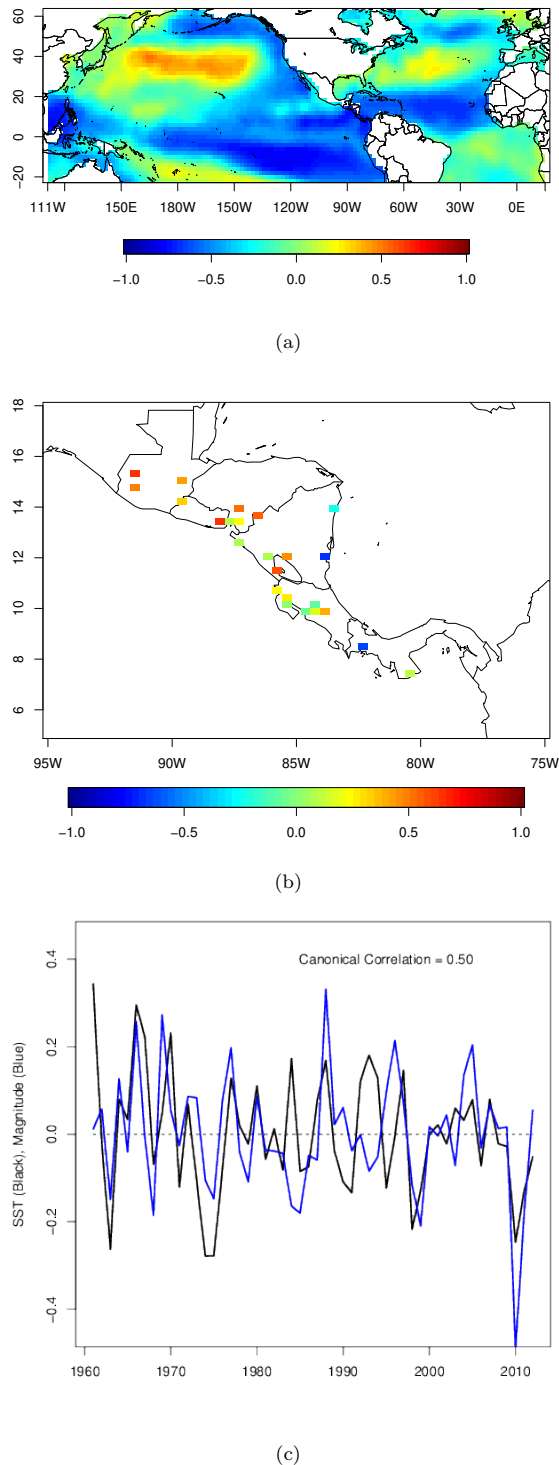 60
40
20
0
−20
111W 150E 180W 150W 120W 90W 60W 30W 0E
−1.0 −0.5 0.0 0.5 1.0
(a)
18
16
14
12
10
8
6
95W 90W 85W 80W 75W
−1.0 −0.5 0.0 0.5 1.0
(b)
Canonical Correlation = 0.50
SST (Black), Magnitude (Blue)
0.4
0.2
0.0
−0.2
−0.4
1960 1970 1980 1990 2000 2010
(c)